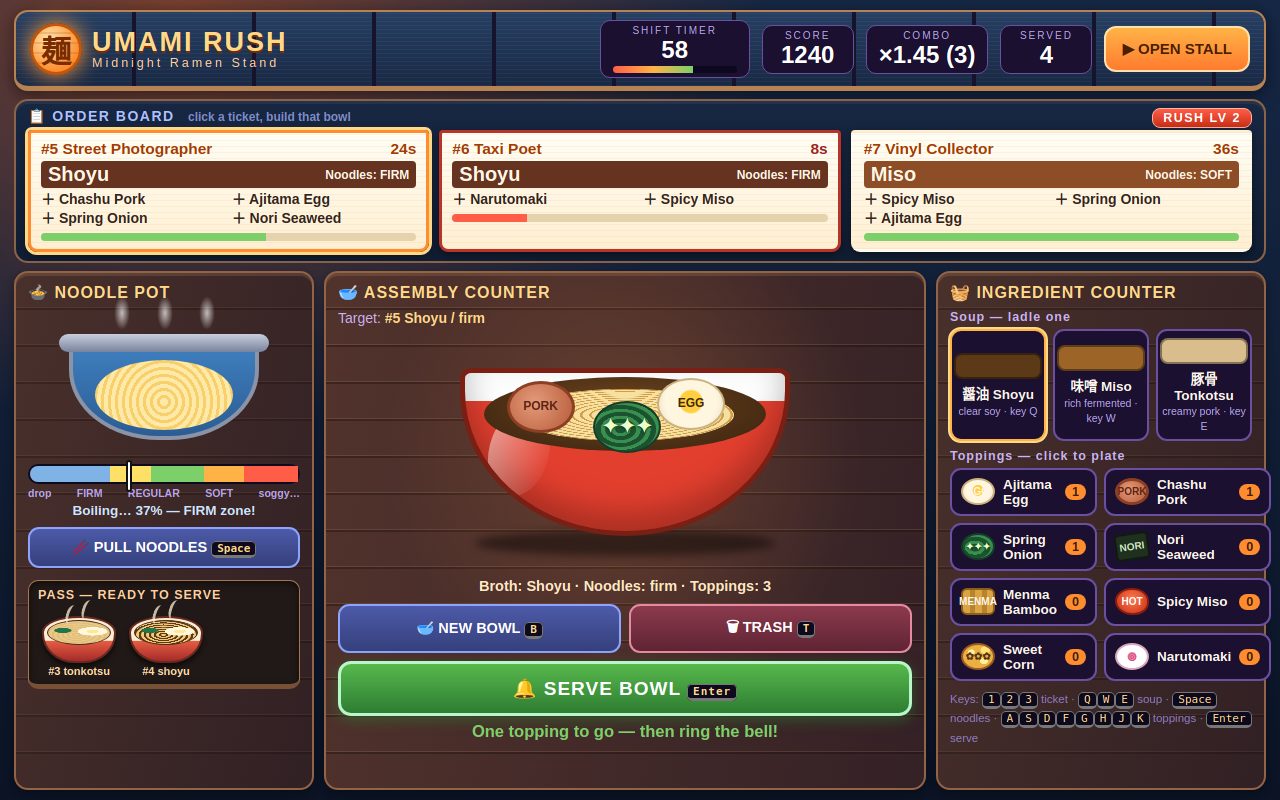 麺
UMAMI RUSH
Midnight Ramen Stand
SHIFT TIMER
58
SCORE
1240
COMBO
×1.45 (3)
SERVED
4
▶ OPEN STALL
📋 ORDER BOARD click a ticket, build that bowl
RUSH LV 2
#5 Street Photographer 24s
Shoyu Noodles: FIRM
＋ Chashu Pork ＋ Ajitama Egg
＋ Spring Onion ＋ Nori Seaweed
#6 Taxi Poet 8s
Shoyu Noodles: FIRM
＋ Narutomaki ＋ Spicy Miso
#7 Vinyl Collector 36s
Miso Noodles: SOFT
＋ Spicy Miso ＋ Spring Onion
＋ Ajitama Egg
🍲 NOODLE POT
drop FIRM REGULAR SOFT soggy…
Boiling… 37% — FIRM zone!
🥢 PULL NOODLES Space
PASS — READY TO SERVE
#3 tonkotsu #4 shoyu
🥣 ASSEMBLY COUNTER
Target: #5 Shoyu / firm
PORK
EGG
✦✦✦
Broth: Shoyu · Noodles: firm · Toppings: 3
🥣 NEW BOWL B
🗑 TRASH T
🔔 SERVE BOWL Enter
One topping to go — then ring the bell!
🧺 INGREDIENT COUNTER
Soup — ladle one
醤油 Shoyu
clear soy · key Q
味噌 Miso
rich fermented ·
key W
豚骨
Tonkotsu
creamy pork · key
E
Toppings — click to plate
Ajitama
Egg
1
PORK
Chashu
Pork
1
✦✦✦
Spring
Onion
1
NORI
Nori
Seaweed
0
MENMA
Menma
Bamboo
0
HOT
Spicy Miso
0
✿✿✿
Sweet
Corn
0
Narutomaki
0
Keys: 1 2 3 ticket · Q W E soup · Space
noodles · A S D F G H J K toppings · Enter
serve